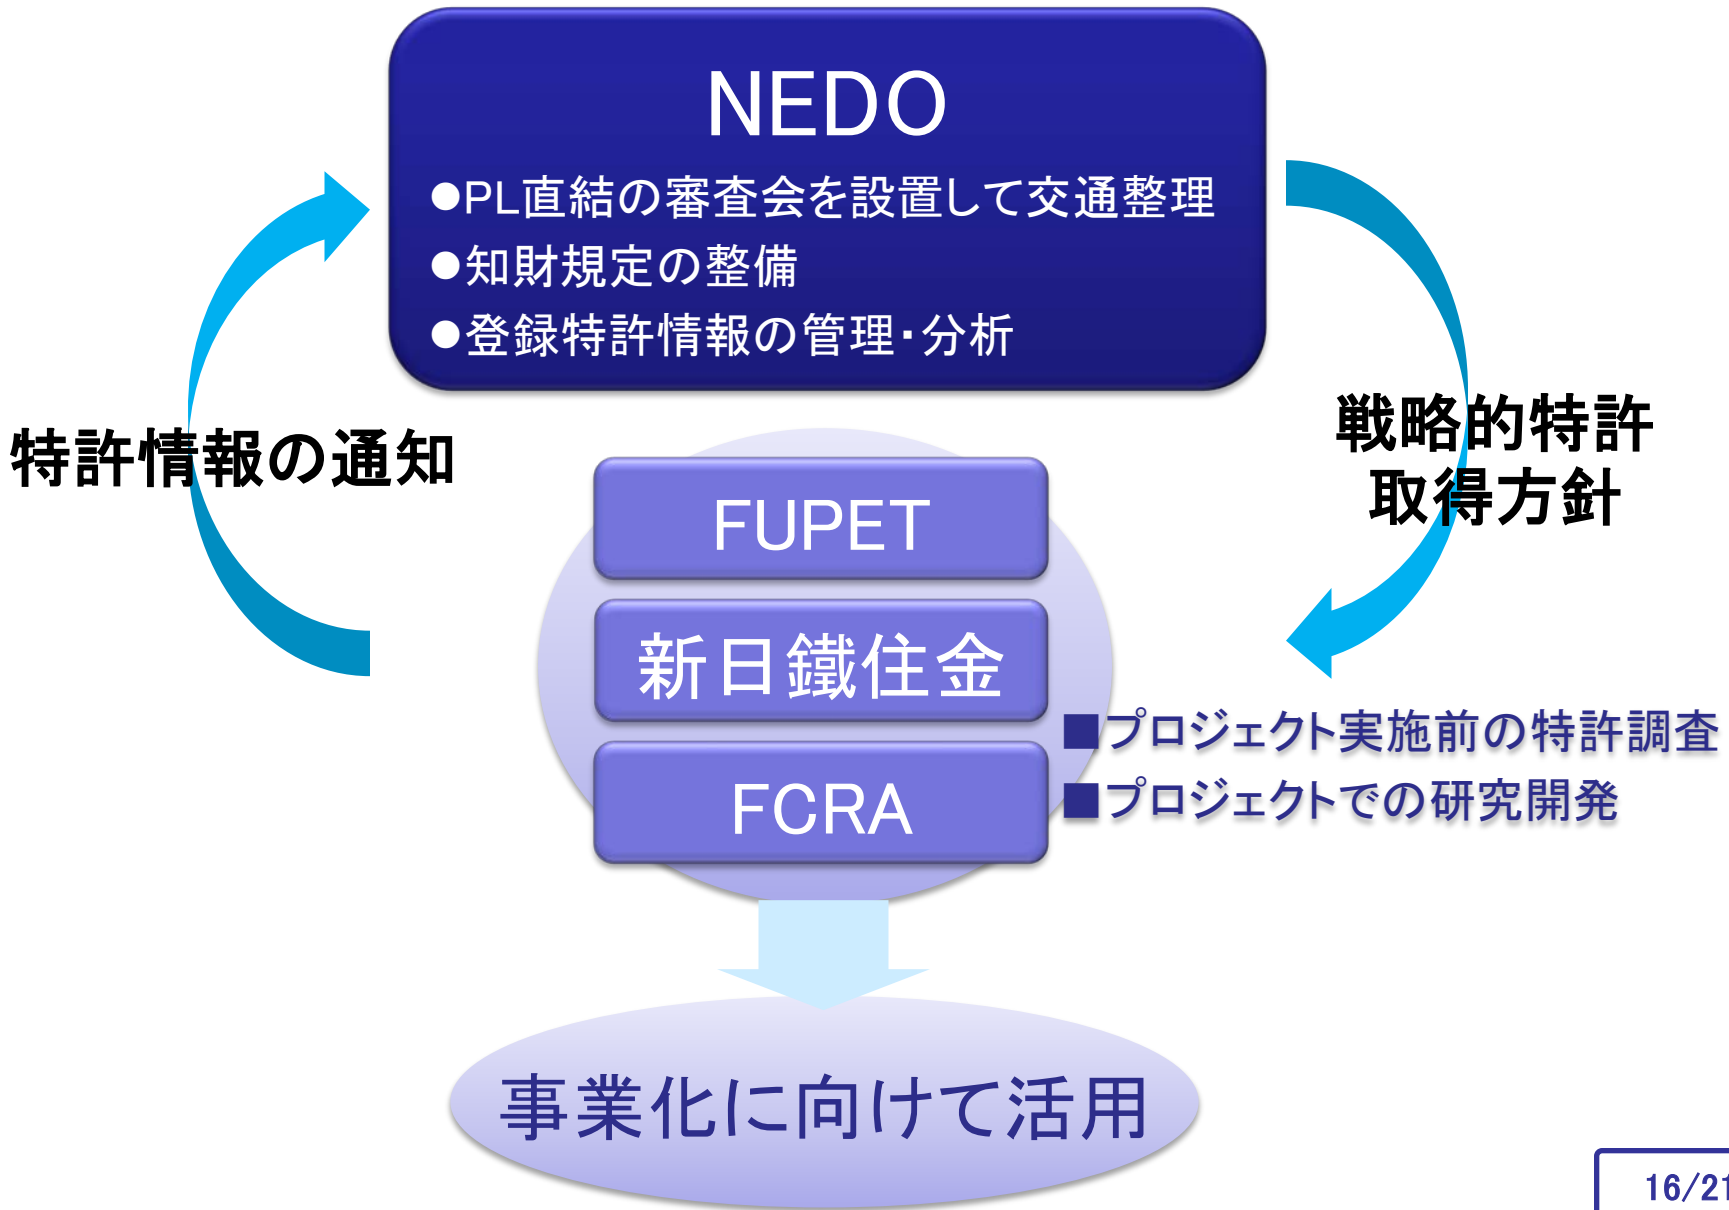 NEDO
●PL直結の審査会を設置して交通整理
●知財規定の整備
●登録特許情報の管理・分析
特許情報の通知
戦略的特許
取得方針
FUPET
新日鐵住金
FCRA
■プロジェクト実施前の特許調査
■プロジェクトでの研究開発
事業化に向けて活用
16/21